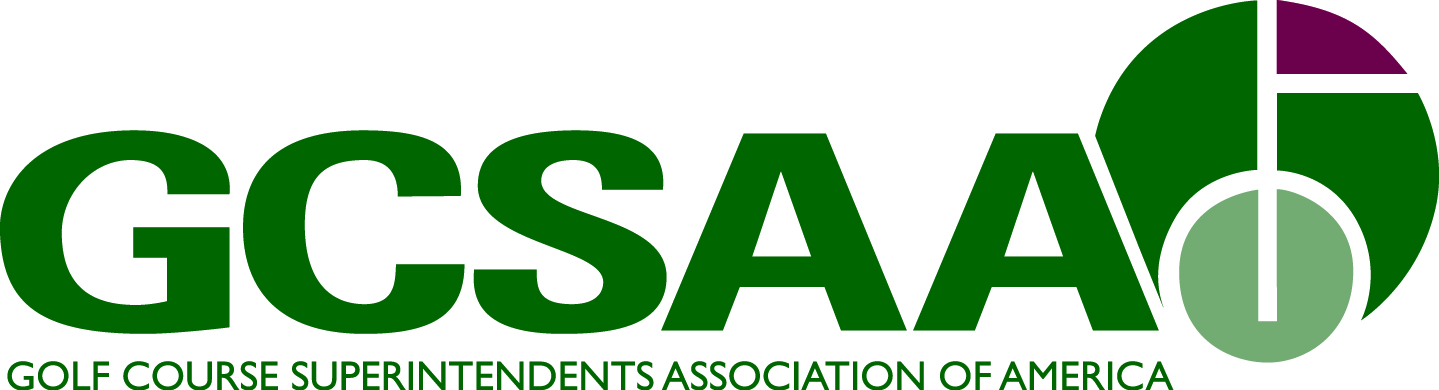 GCSAA
GOLF COURSE SUPERINTENDENTS ASSOCIATION OF AMERICA